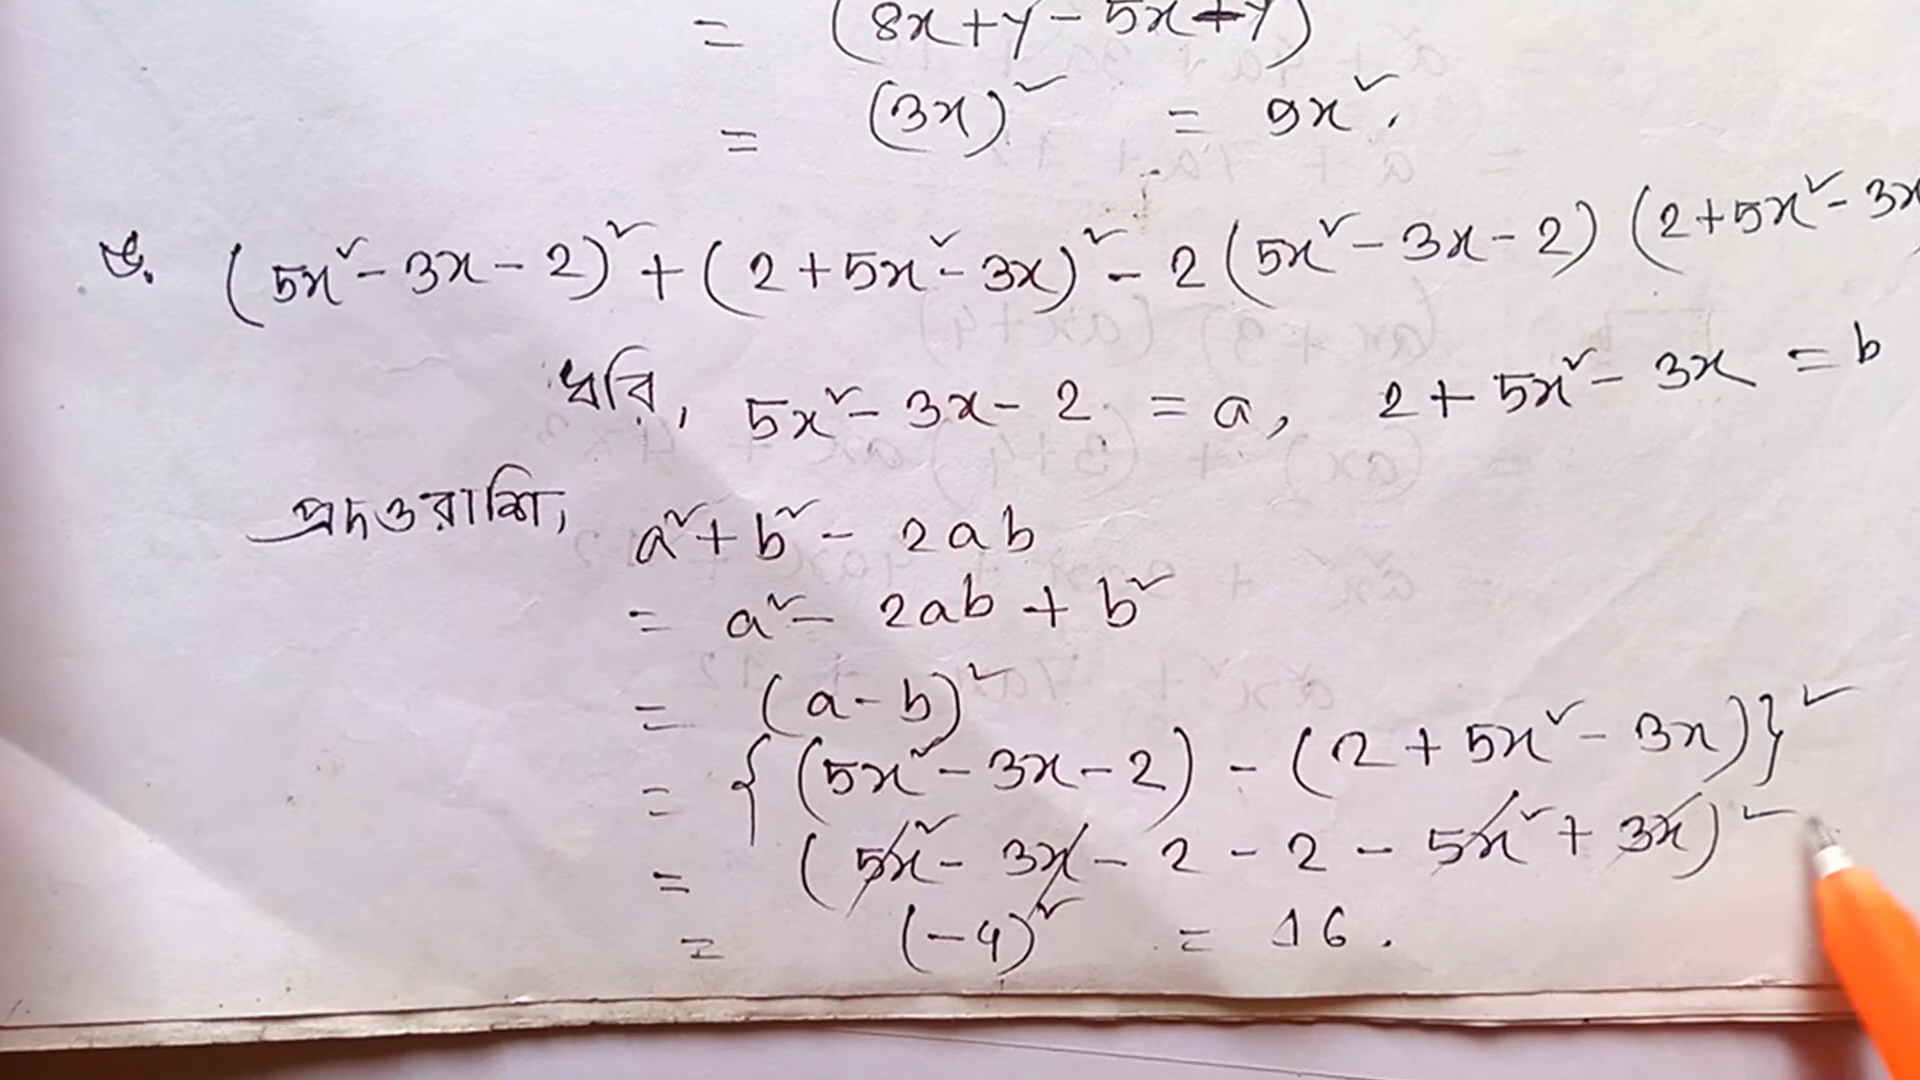 = (8x+y-5x+y)
= (3x)² = 9x².
ঙ. (5x²-3x-2)²+(2+5x²-3x)²-2(5x²-3x-2)(2+5x²-3x
ধরি, 5x²-3x-2 = a, 2+5x²-3x = b
প্রদত্তরাশি, a²+b²-2ab
= a²-2ab+b²
= (a-b)²
= {(5x²-3x-2)-(2+5x²-3x)}²
= (5x²-3x-2-2-5x²+3x)²
= (-4)² = 16.